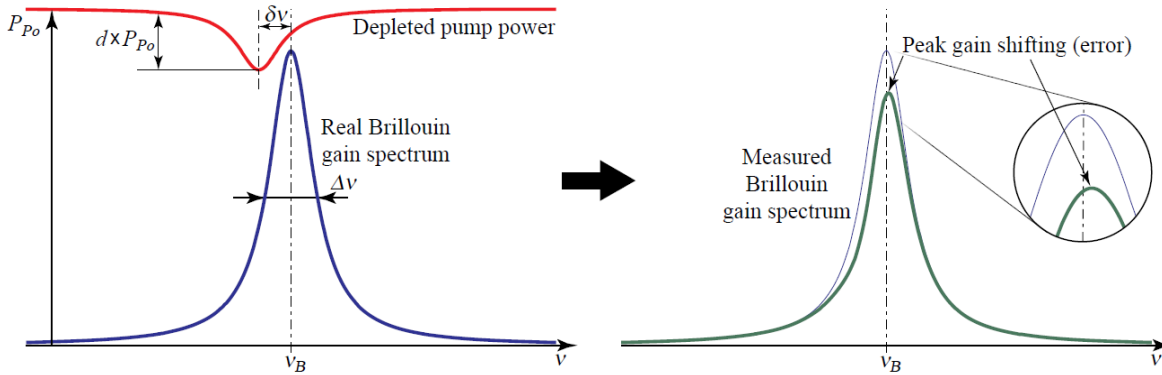 P_Po
d×P_Po
δν
Depleted pump power
Real Brillouin
gain spectrum
Δν
ν_B
ν
Peak gain shifting (error)
Measured
Brillouin
gain spectrum
ν_B
ν